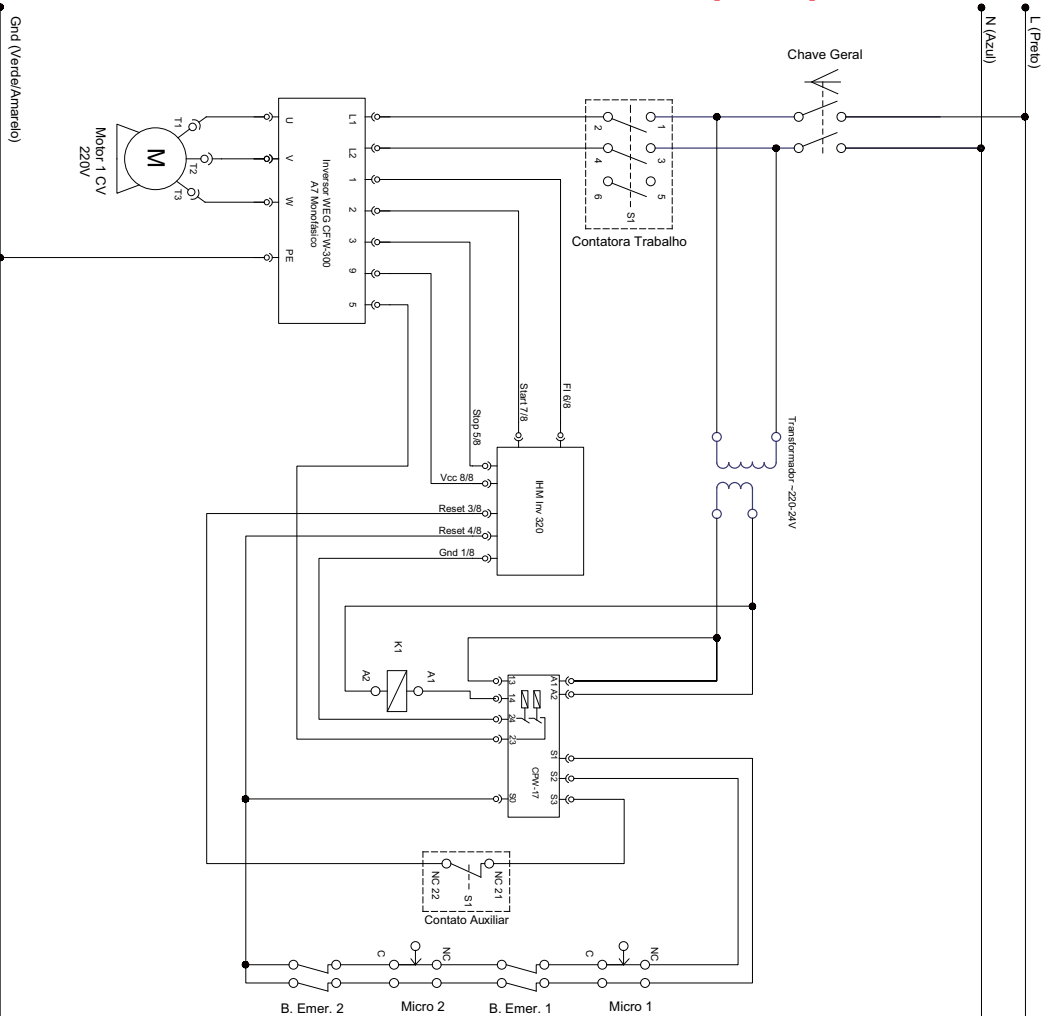 Gnd (Verde/Amarelo)
N (Azul)
L (Preto)
Chave Geral
T1
T2
T3
M
Motor 1 CV
220V
U
V
W
PE
Inversor WEG CFW-300
A7 Monofásico
L1
L2
1
2
3
9
5
2
4
6
1
3
5
S1
Contatora Trabalho
Transformador ~220-24V
Start 7/8
FI 6/8
Stop 5/8
Vcc 8/8
Reset 3/8
Reset 4/8
Gnd 1/8
IHM Inv 320
K1
A2
A1
13
14
24
23
S0
A1
A2
S1
S2
S3
CPW-17
NC 22
NC 21
S1
Contato Auxiliar
C
NC
C
NC
B. Emer. 2
Micro 2
B. Emer. 1
Micro 1